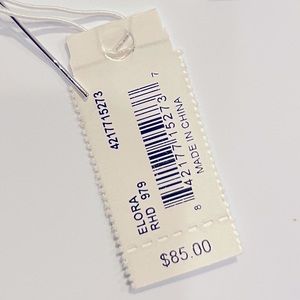 4217715273
ELORA
RHD 979
8 42177 15273 7
MADE IN CHINA
$85.00